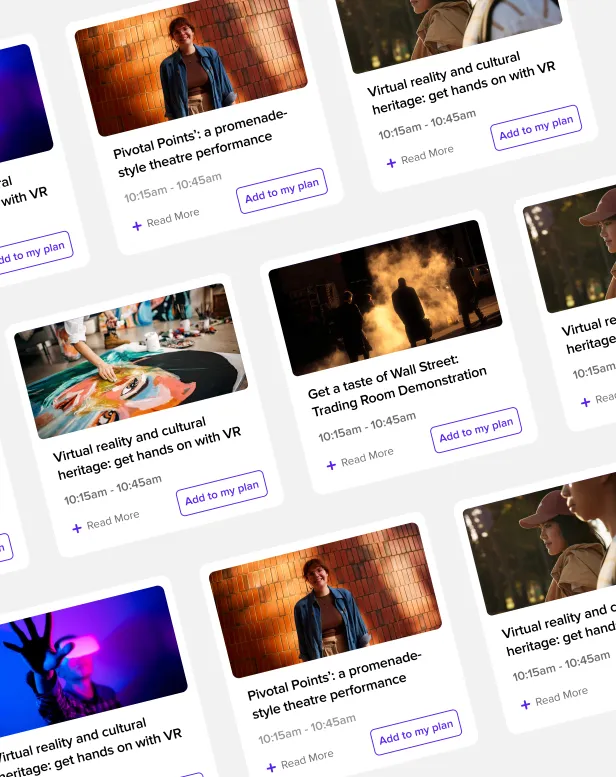 Pivotal Points’: a promenade-
style theatre performance
10:15am - 10:45am
+ Read More
Add to my plan
Virtual reality and cultural
heritage: get hands on with VR
10:15am - 10:45am
+ Read More
Add to my plan
with VR
to my plan
Virtual reality and cultural
heritage: get hands on with VR
10:15am - 10:45am
+ Read More
Add to my plan
Get a taste of Wall Street:
Trading Room Demonstration
10:15am - 10:45am
+ Read More
Add to my plan
Virtual
heritage:
10:15am
+
Virtual reality and cultural
heritage: get hands on with VR
Pivotal Points’: a promenade-
style theatre performance
10:15am - 10:45am
+ Read More
Add to my plan
Virtual reality and
heritage: get hands
10:15am - 10:45am
+ Read More